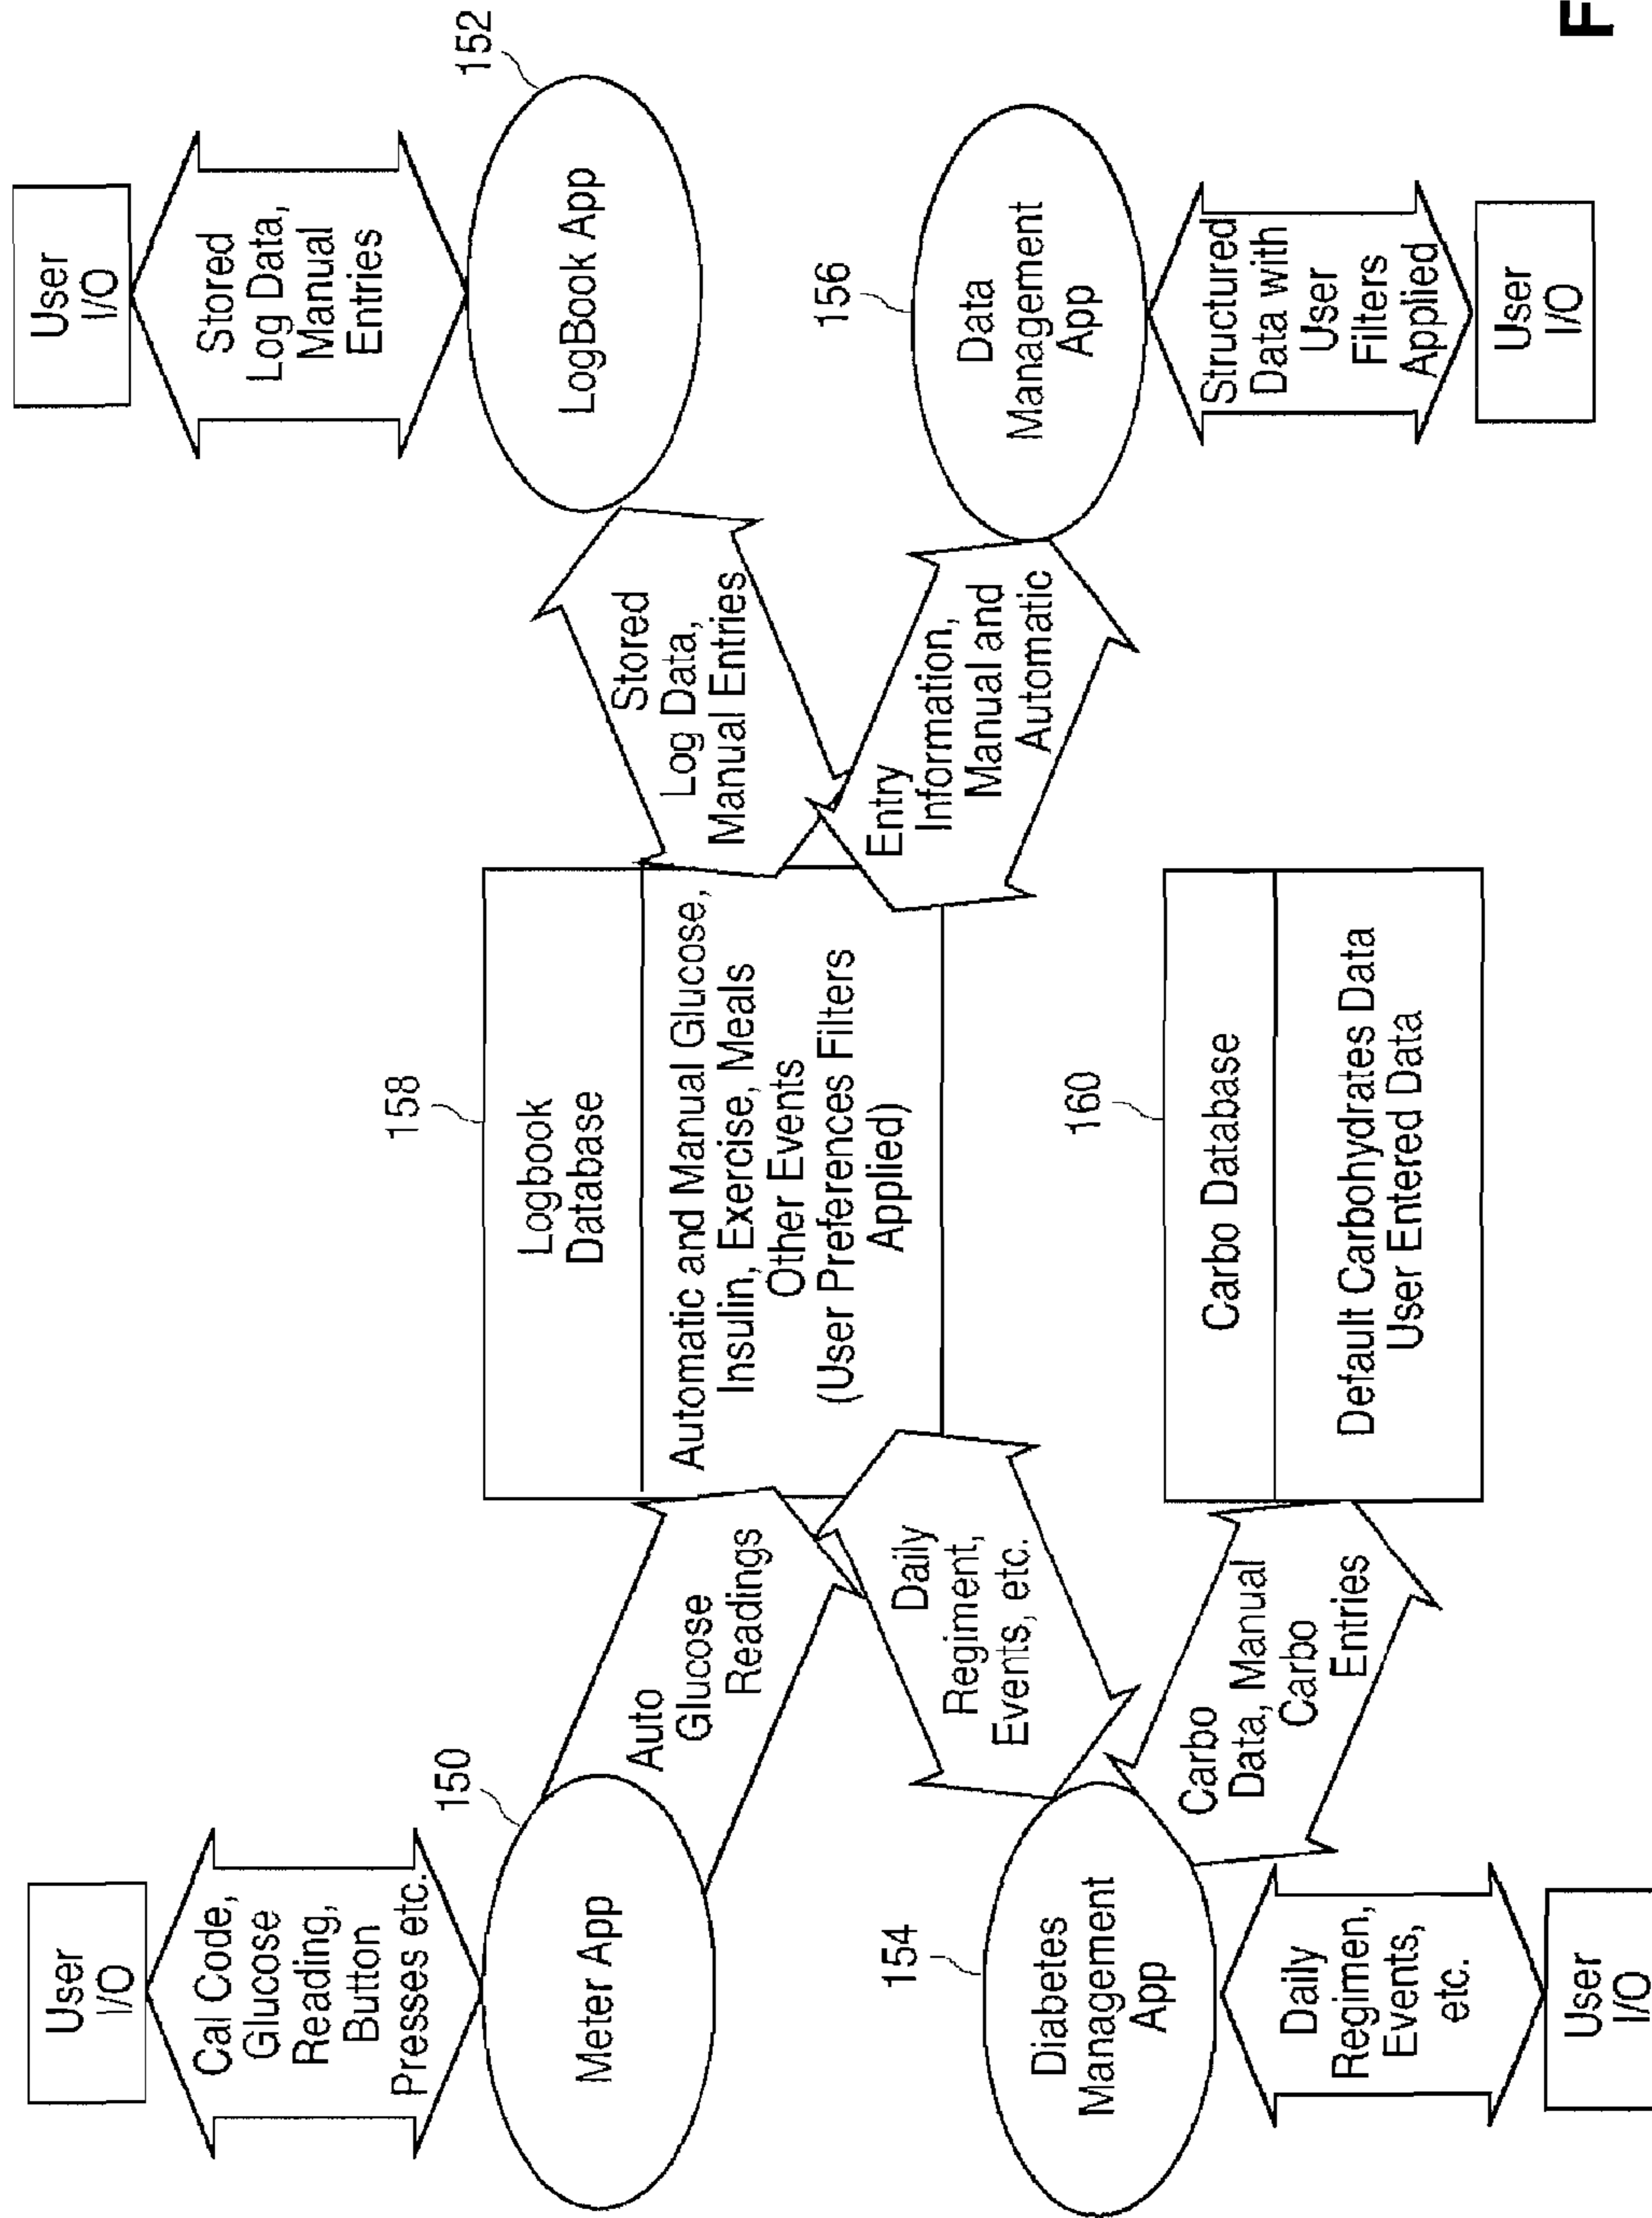 User
I/O
Cal Code,
Glucose
Reading,
Button
Presses etc.
150
Meter App
Auto
Glucose
Readings
158
Logbook
Database
Automatic and Manual Glucose,
Insulin, Exercise, Meals
Other Events
(User Preferences Filters
Applied)
Stored
Log Data,
Manual Entries
User
I/O
Stored
Log Data,
Manual
Entries
152
LogBook App
154
Diabetes
Management
App
Daily
Regiment,
Events, etc.
Daily
Regimen,
Events,
etc.
User
I/O
Carbo
Data, Manual
Carbo
Entries
160
Carbo Database
Default Carbohydrates Data
User Entered Data
Entry
Information,
Manual and
Automatic
156
Data
Management
App
Structured
Data with
User
Filters
Applied
User
I/O
F